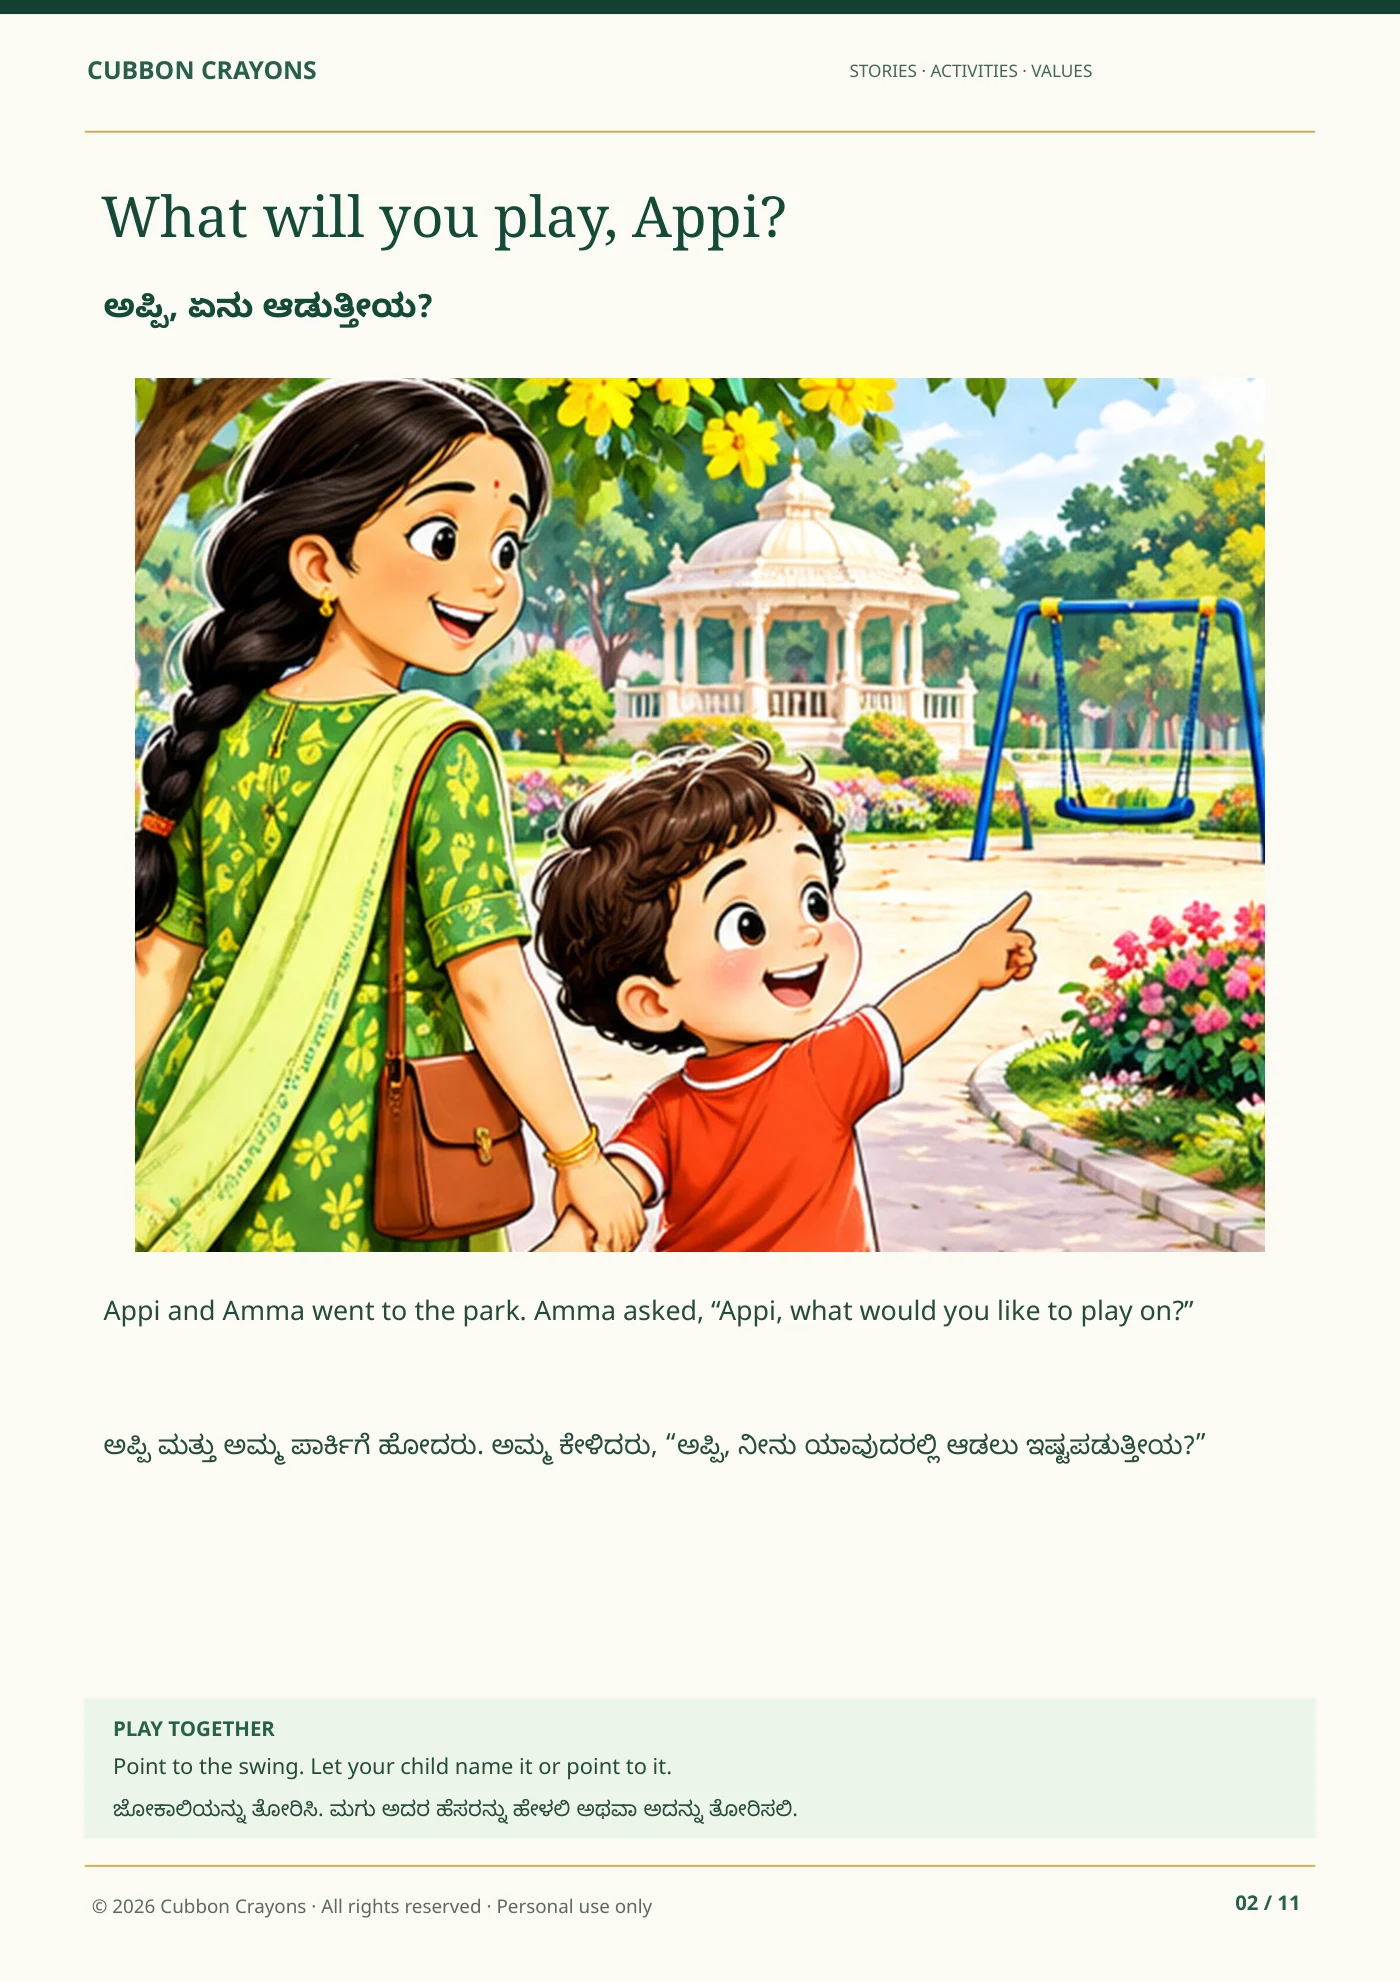 CUBBON CRAYONS
STORIES · ACTIVITIES · VALUES
What will you play, Appi?
ಅಪ್ಪಿ, ಏನು ಆಡುತ್ತೀಯ?
Appi and Amma went to the park. Amma asked, “Appi, what would you like to play on?”
ಅಪ್ಪಿ ಮತ್ತು ಅಮ್ಮ ಪಾರ್ಕಿಗೆ ಹೋದರು. ಅಮ್ಮ ಕೇಳಿದರು, “ಅಪ್ಪಿ, ನೀನು ಯಾವುದರಲ್ಲಿ ಆಡಲು ಇಷ್ಟಪಡುತ್ತೀಯ?”
PLAY TOGETHER
Point to the swing. Let your child name it or point to it.
ಜೋಕಾಲಿಯನ್ನು ತೋರಿಸಿ. ಮಗು ಅದರ ಹೆಸರನ್ನು ಹೇಳಲಿ ಅಥವಾ ಅದನ್ನು ತೋರಿಸಲಿ.
© 2026 Cubbon Crayons · All rights reserved · Personal use only
02 / 11